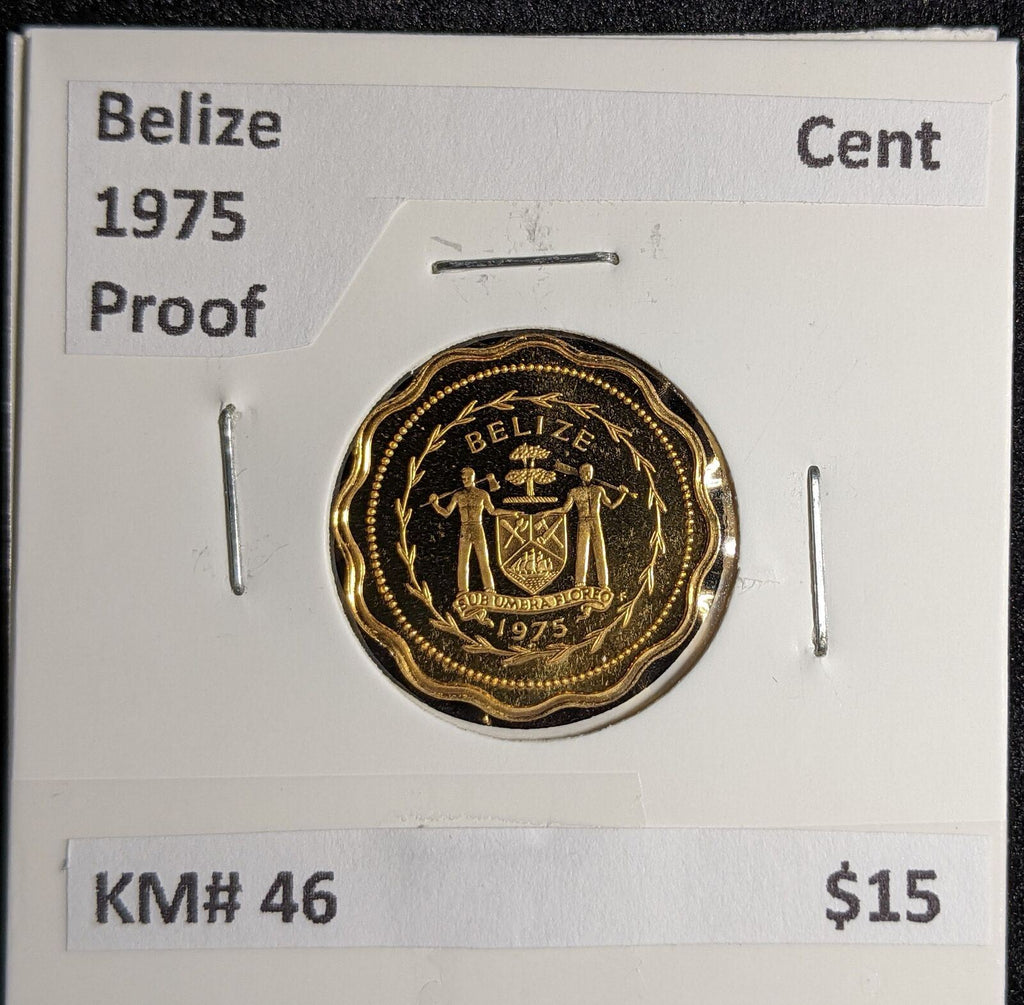 Belize Cent
1975
Proof
BELIZE
SUB UMBRA FLOREO
1975
KM# 46 $15